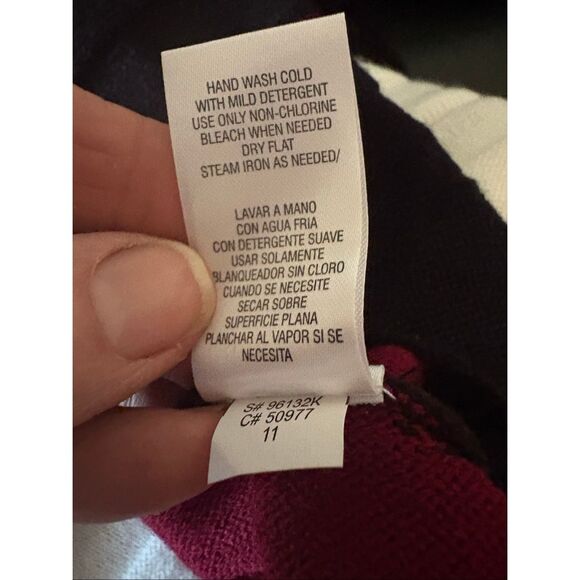 HAND WASH COLD
WITH MILD DETERGENT
USE ONLY NON-CHLORINE
BLEACH WHEN NEEDED
DRY FLAT
STEAM IRON AS NEEDED/
LAVAR A MANO
CON AGUA FRIA
CON DETERGENTE SUAVE
USAR SOLAMENTE
BLANQUEADOR SIN CLORO
CUANDO SE NECESITE
SECAR SOBRE
SUPERFICIE PLANA
PLANCHAR AL VAPOR SI SE
NECESITA
S# 96132K
C# 50977
11